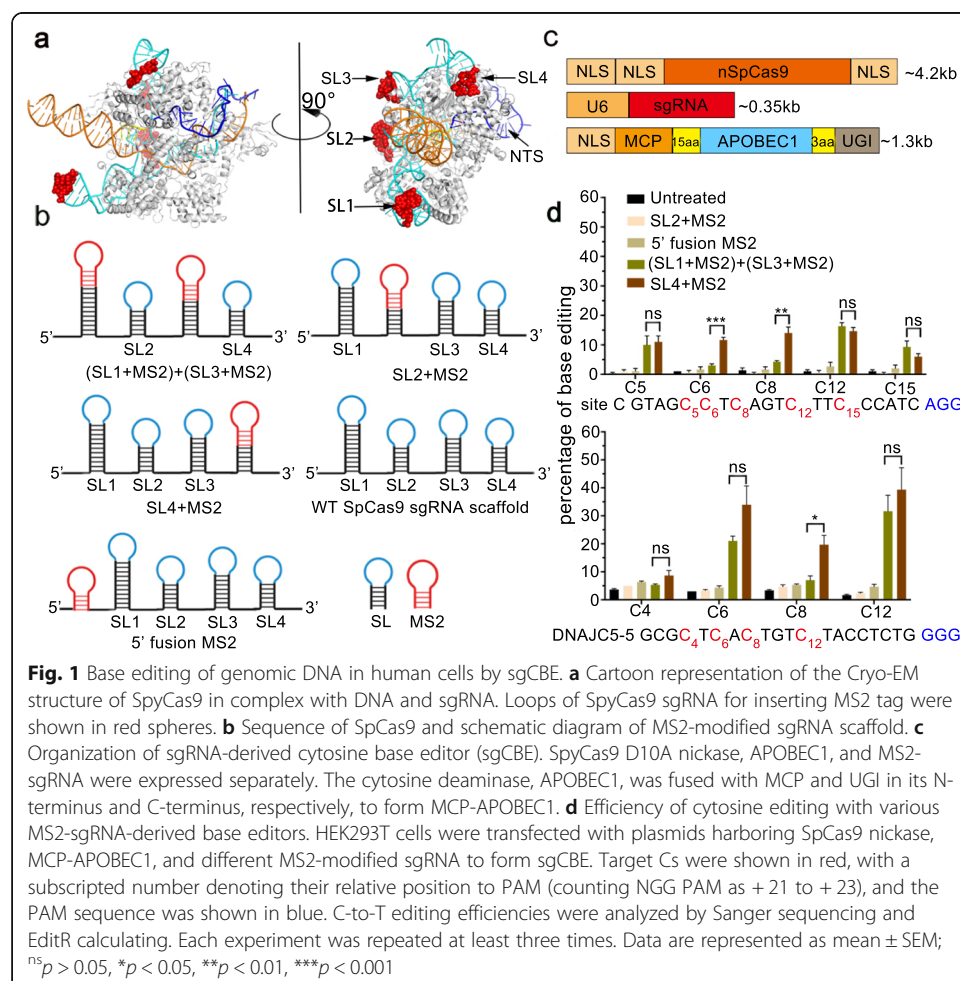 a
SL3
SL4
90°
SL2
NTS
SL1
b
5’ 3’
SL2 SL4
(SL1+MS2)+(SL3+MS2)
5’ 3’
SL1 SL3 SL4
SL2+MS2
5’ 3’
SL1 SL2 SL3
SL4+MS2
5’ 3’
SL1 SL2 SL3 SL4
WT SpCas9 sgRNA scaffold
5’ 3’
SL1 SL2 SL3 SL4
5’ fusion MS2
SL MS2
c
NLS NLS nSpCas9 NLS ~4.2kb
U6 sgRNA ~0.35kb
NLS MCP 15aa APOBEC1 3aa UGI ~1.3kb
d
percentage of base editing
Untreated
SL2+MS2
5’ fusion MS2
(SL1+MS2)+(SL3+MS2)
SL4+MS2
60
50
40
30
20
10
0
ns *** ** ns ns
C5 C6 C8 C12 C15
site C GTAGC5C6TC8AGTC12TTC15CCATC AGG
60
50
40
30
20
10
0
ns ns * ns
C4 C6 C8 C12
DNAJC5-5 GCGC4TC6AC8TGTC12TACCTCTG GGG
Fig. 1 Base editing of genomic DNA in human cells by sgCBE. a Cartoon representation of the Cryo-EM
structure of SpyCas9 in complex with DNA and sgRNA. Loops of SpyCas9 sgRNA for inserting MS2 tag were
shown in red spheres. b Sequence of SpCas9 and schematic diagram of MS2-modified sgRNA scaffold. c
Organization of sgRNA-derived cytosine base editor (sgCBE). SpyCas9 D10A nickase, APOBEC1, and MS2-
sgRNA were expressed separately. The cytosine deaminase, APOBEC1, was fused with MCP and UGI in its N-
terminus and C-terminus, respectively, to form MCP-APOBEC1. d Efficiency of cytosine editing with various
MS2-sgRNA-derived base editors. HEK293T cells were transfected with plasmids harboring SpCas9 nickase,
MCP-APOBEC1, and different MS2-modified sgRNA to form sgCBE. Target Cs were shown in red, with a
subscripted number denoting their relative position to PAM (counting NGG PAM as + 21 to + 23), and the
PAM sequence was shown in blue. C-to-T editing efficiencies were analyzed by Sanger sequencing and
EditR calculating. Each experiment was repeated at least three times. Data are represented as mean ± SEM;
nsp > 0.05, *p < 0.05, **p < 0.01, ***p < 0.001